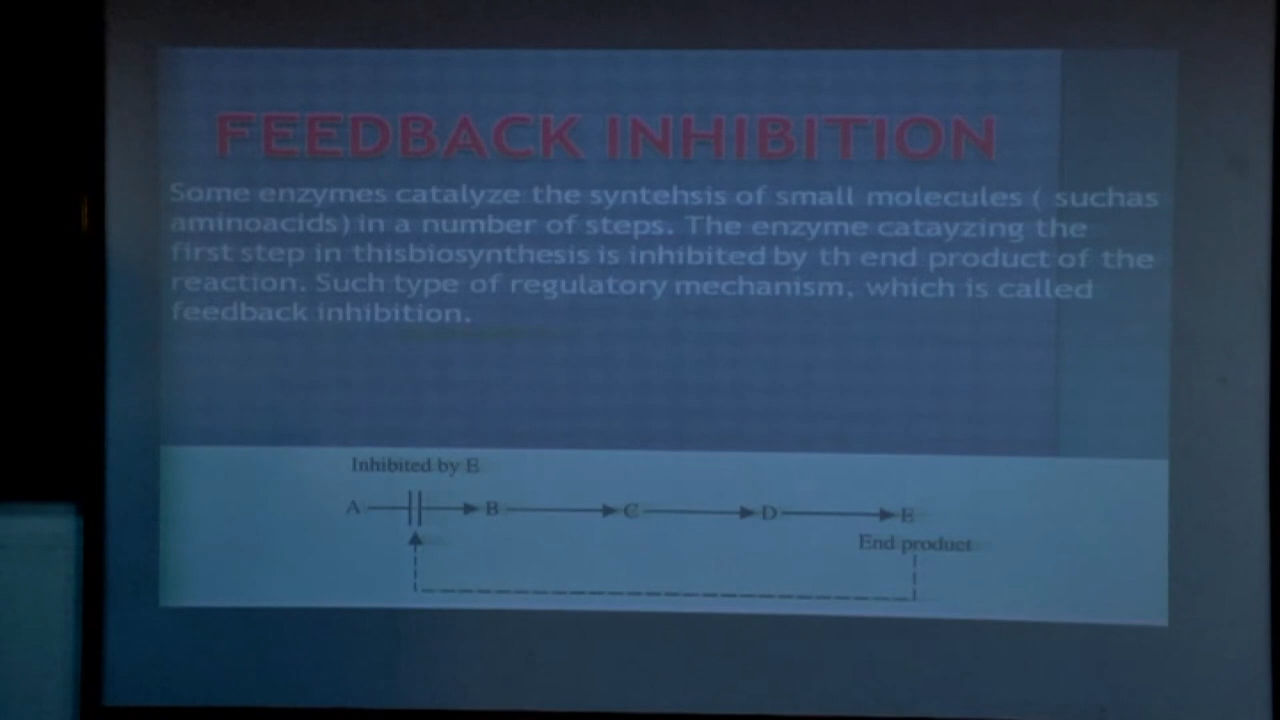 FEEDBACK INHIBITION
Some enzymes catalyze the syntehsis of small molecules ( suchas
aminoacids) in a number of steps. The enzyme catayzing the
first step in thisbiosynthesis is inhibited by th end product of the
reaction. Such type of regulatory mechanism, which is called
feedback inhibition.
Inhibited by E
A B C D E
End product